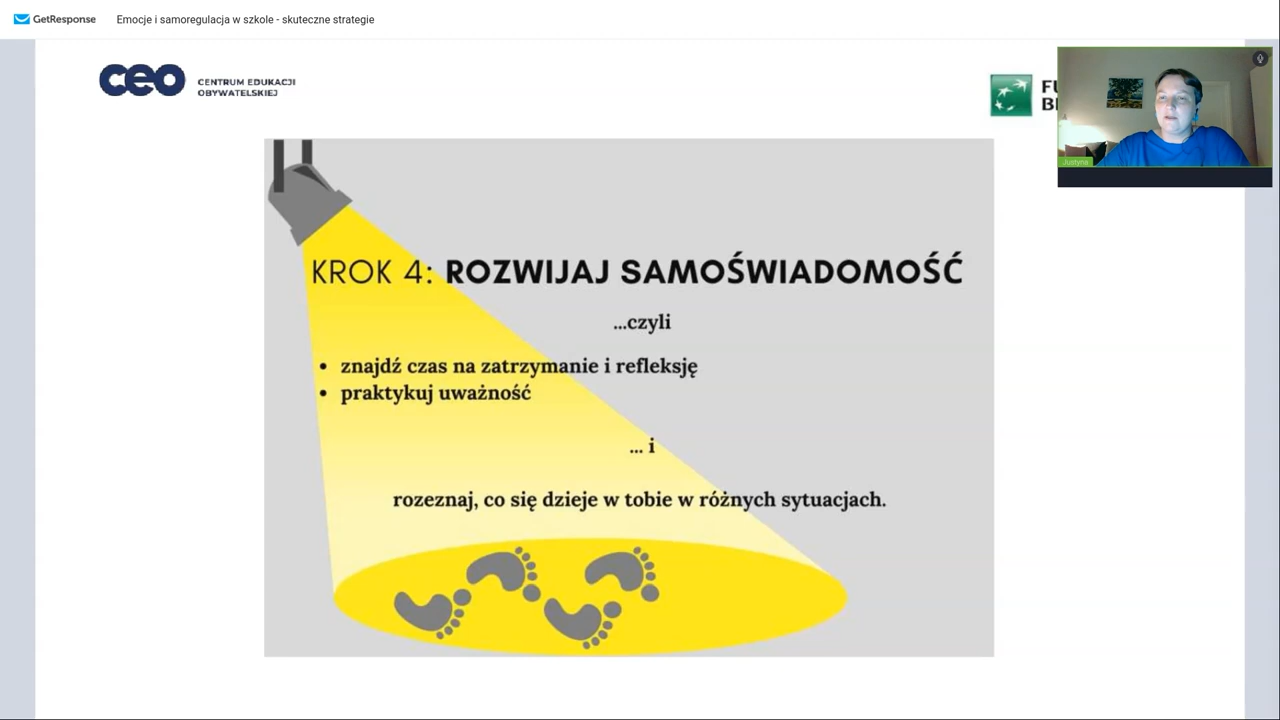 GetResponse
Emocje i samoregulacja w szkole - skuteczne strategie
ceo
CENTRUM EDUKACJI
OBYWATELSKIEJ
Justyna
KROK 4: ROZWIJAJ SAMOŚWIADOMOŚĆ
...czyli
• znajdź czas na zatrzymanie i refleksję
• praktykuj uważność
... i
rozeznaj, co się dzieje w tobie w różnych sytuacjach.